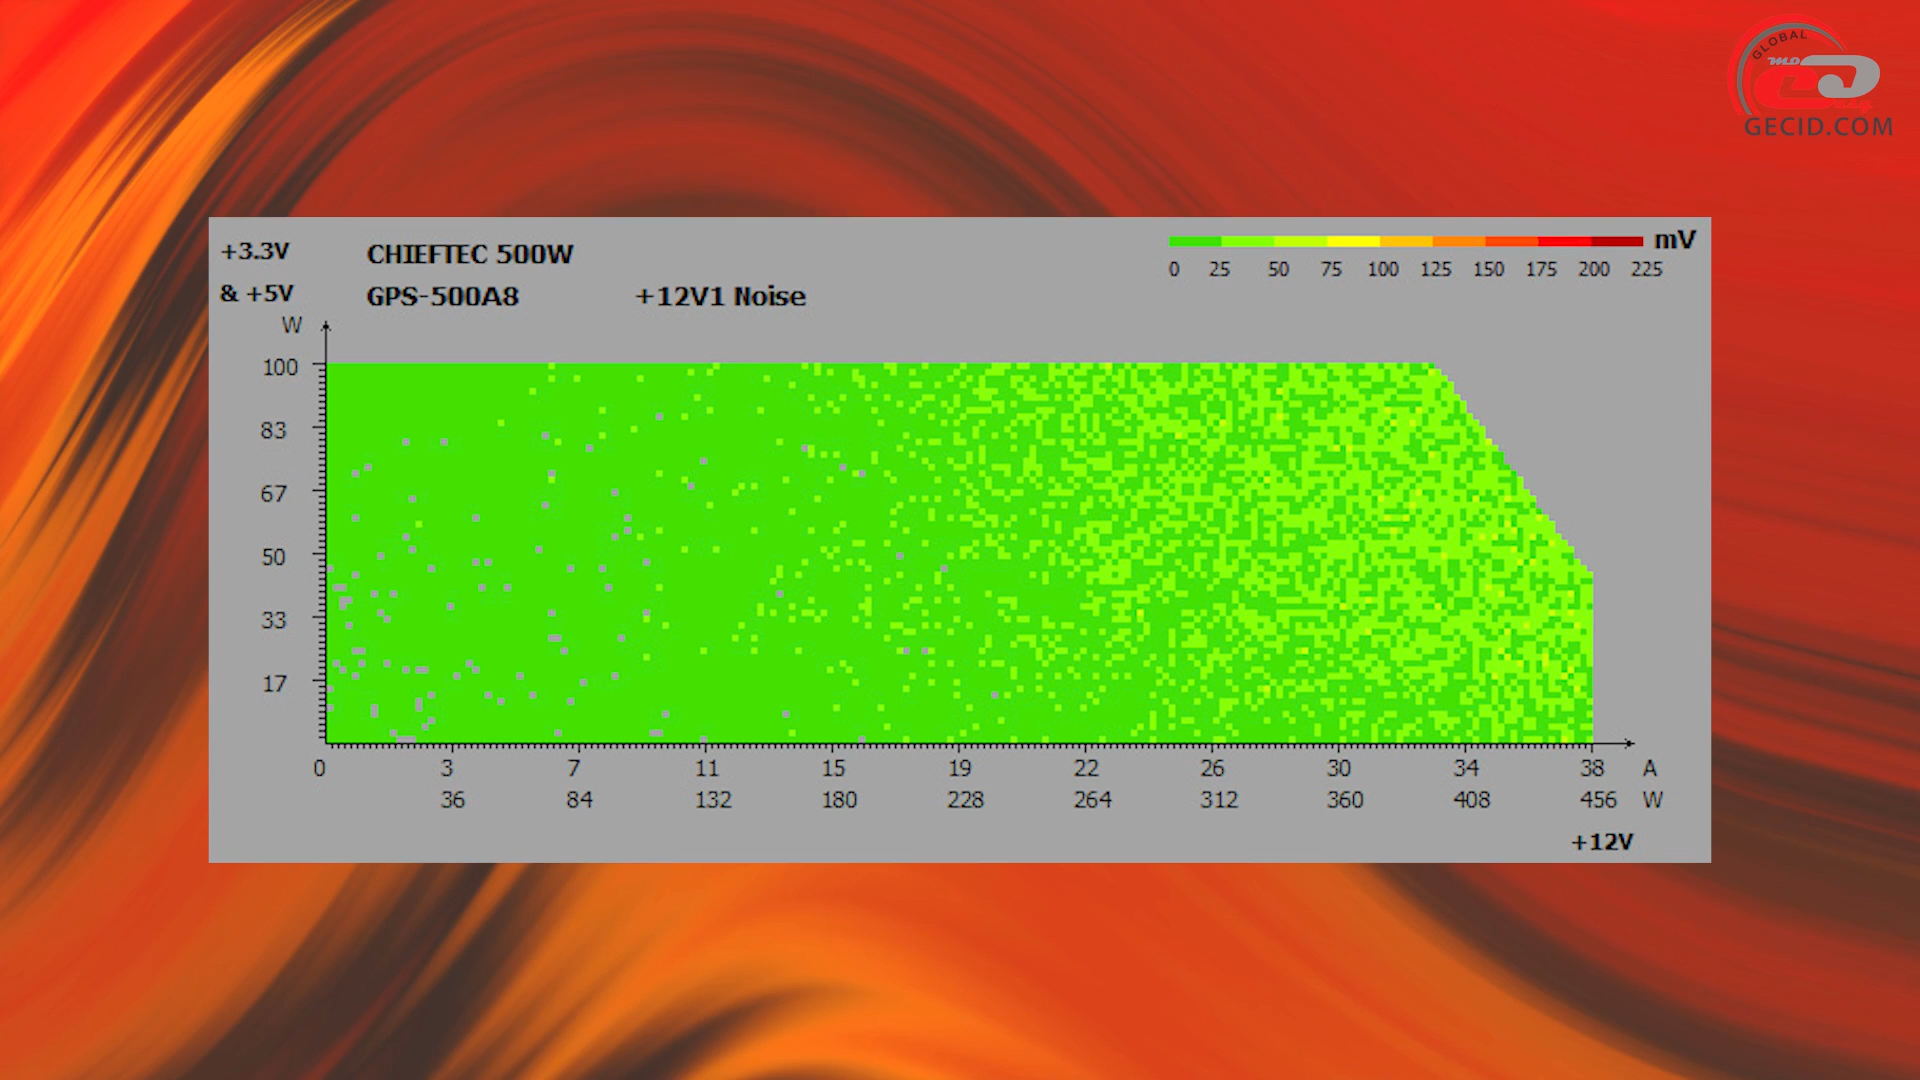 GLOBAL
GECID.COM
+3.3V
& +5V
W
CHIEFTEC 500W
GPS-500A8
+12V1 Noise
mV
0 25 50 75 100 125 150 175 200 225
100
83
67
50
33
17
0 3 7 11 15 19 22 26 30 34 38 A
36 84 132 180 228 264 312 360 408 456 W
+12V